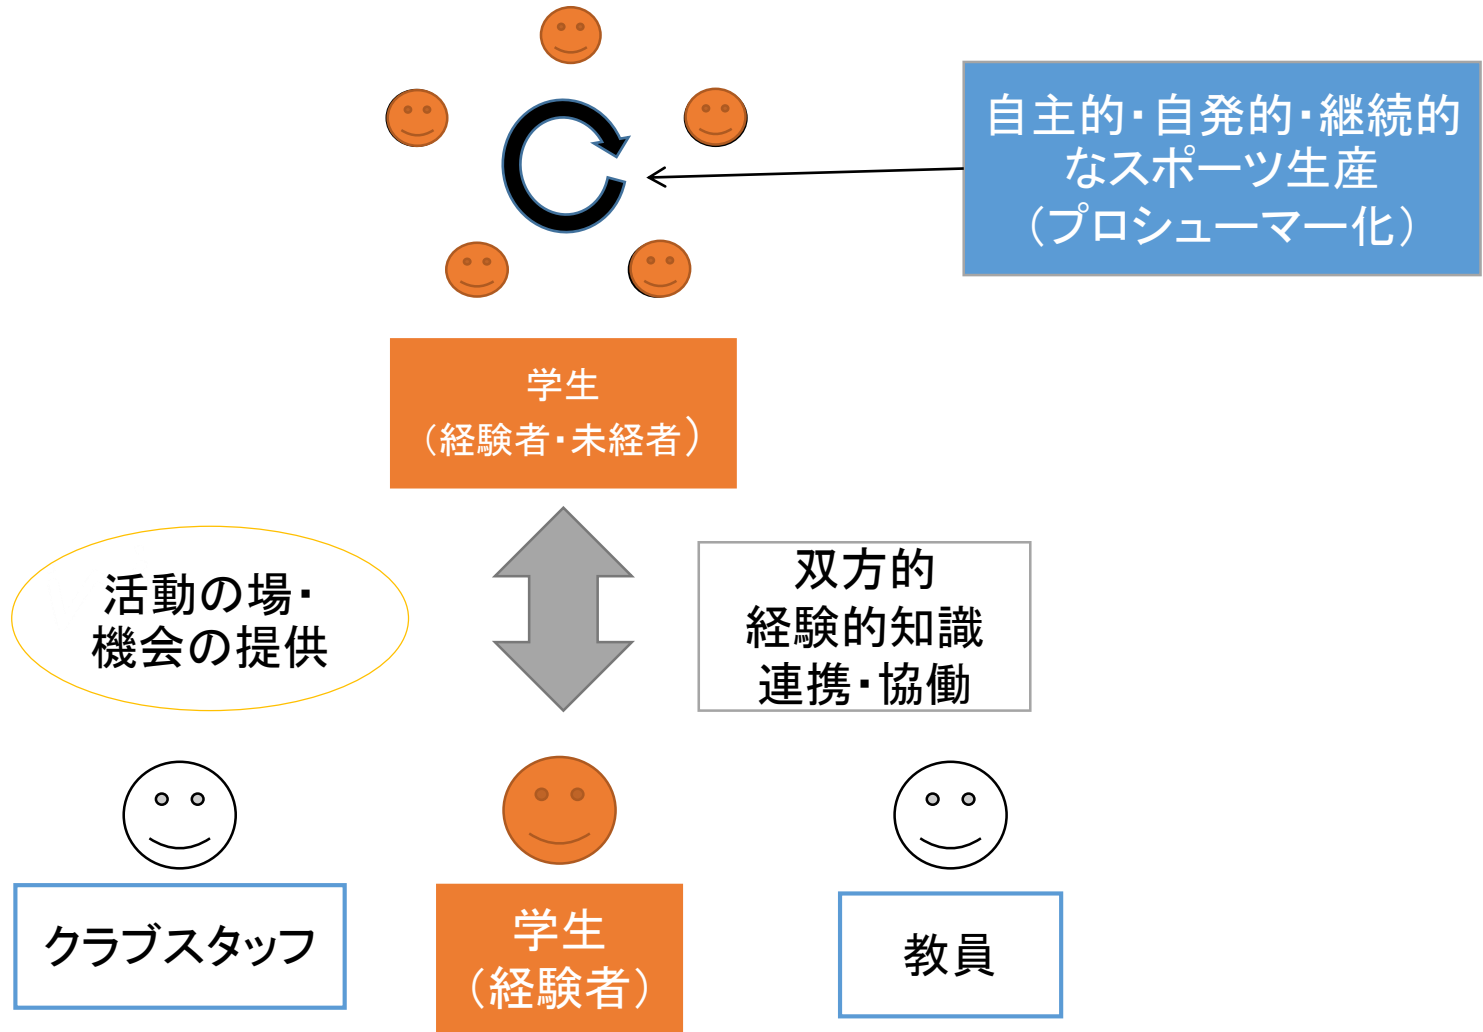 自主的・自発的・継続的
なスポーツ生産
（プロシューマー化）
学生
（経験者・未経者）
活動の場・
機会の提供
双方的
経験的知識
連携・協働
クラブスタッフ
学生
（経験者）
教員